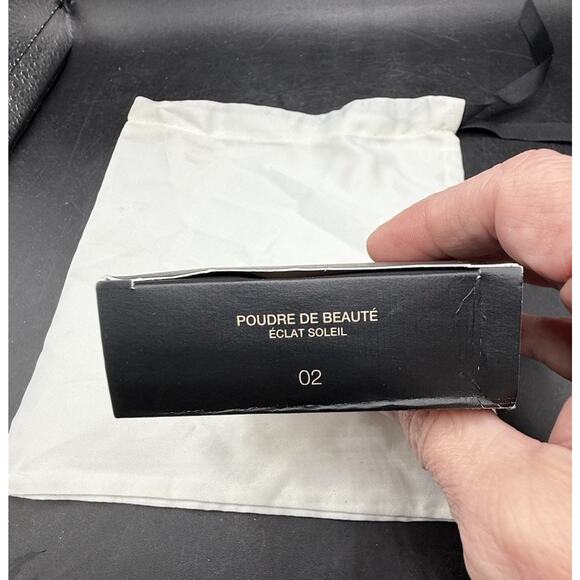 POUDRE DE BEAUTÉ
ÉCLAT SOLEIL
02